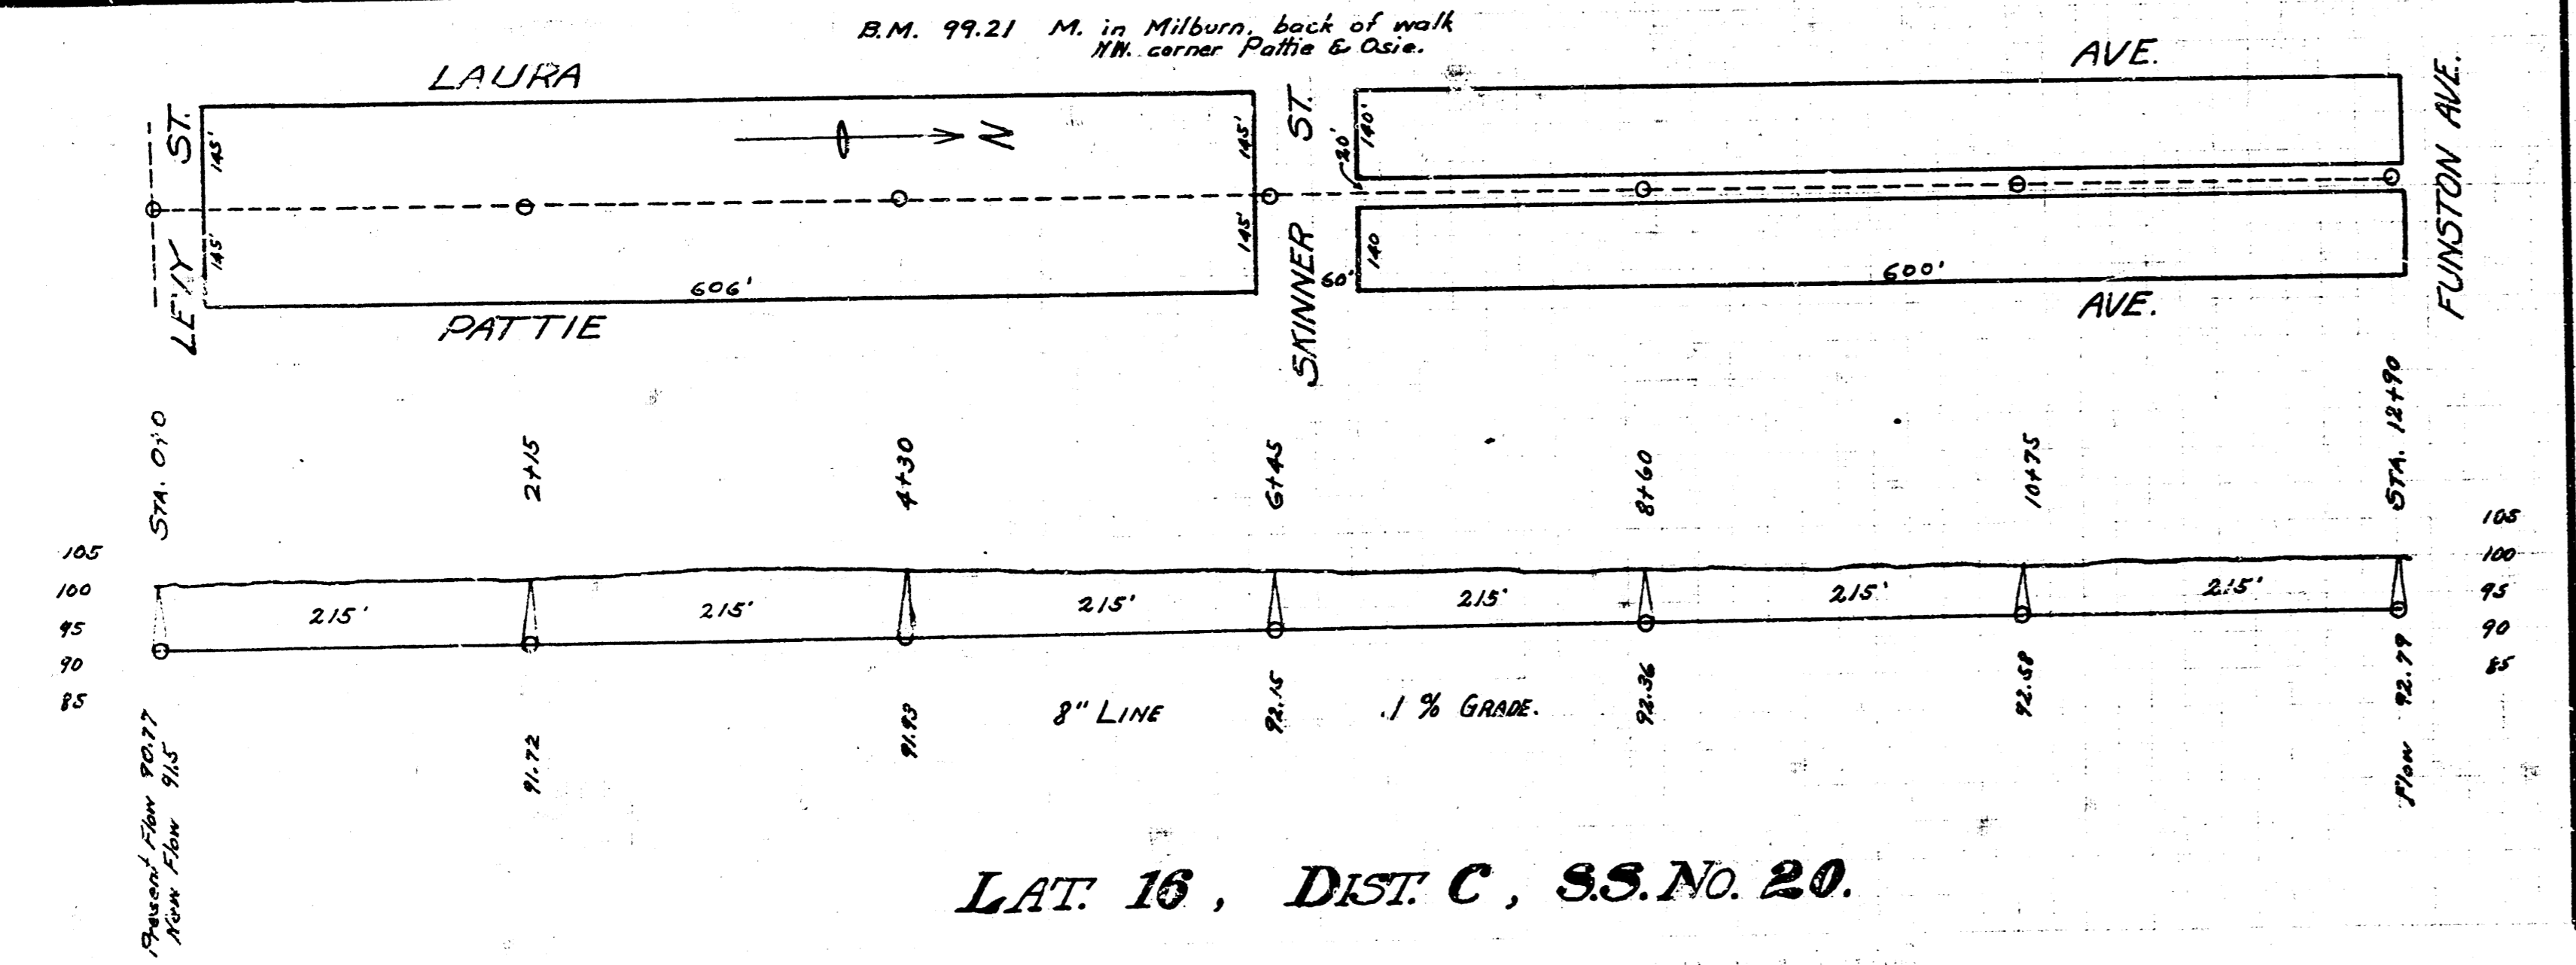 B.M. 99.21 M. in Milburn, back of walk
NW. corner Pattie & Osie.
LAURA
AVE.
ST.
145'
145'
N
145'
145'
606'
PATTIE
SKINNER ST.
60'
20'
140'
140
600'
AVE.
FUNSTON AVE.
STA. 0+0
2+15
4+30
6+45
8+60
10+75
STA. 12+90
105
100
95
90
85
215'
215'
215'
215'
215'
215'
105
100
95
90
85
Present Flow 90.77
New Flow 91.5
91.72
91.93
8" LINE
92.15
.1 % GRADE.
92.36
92.58
Flow 92.79
LAT. 16, DIST. C, S.S. NO. 20.